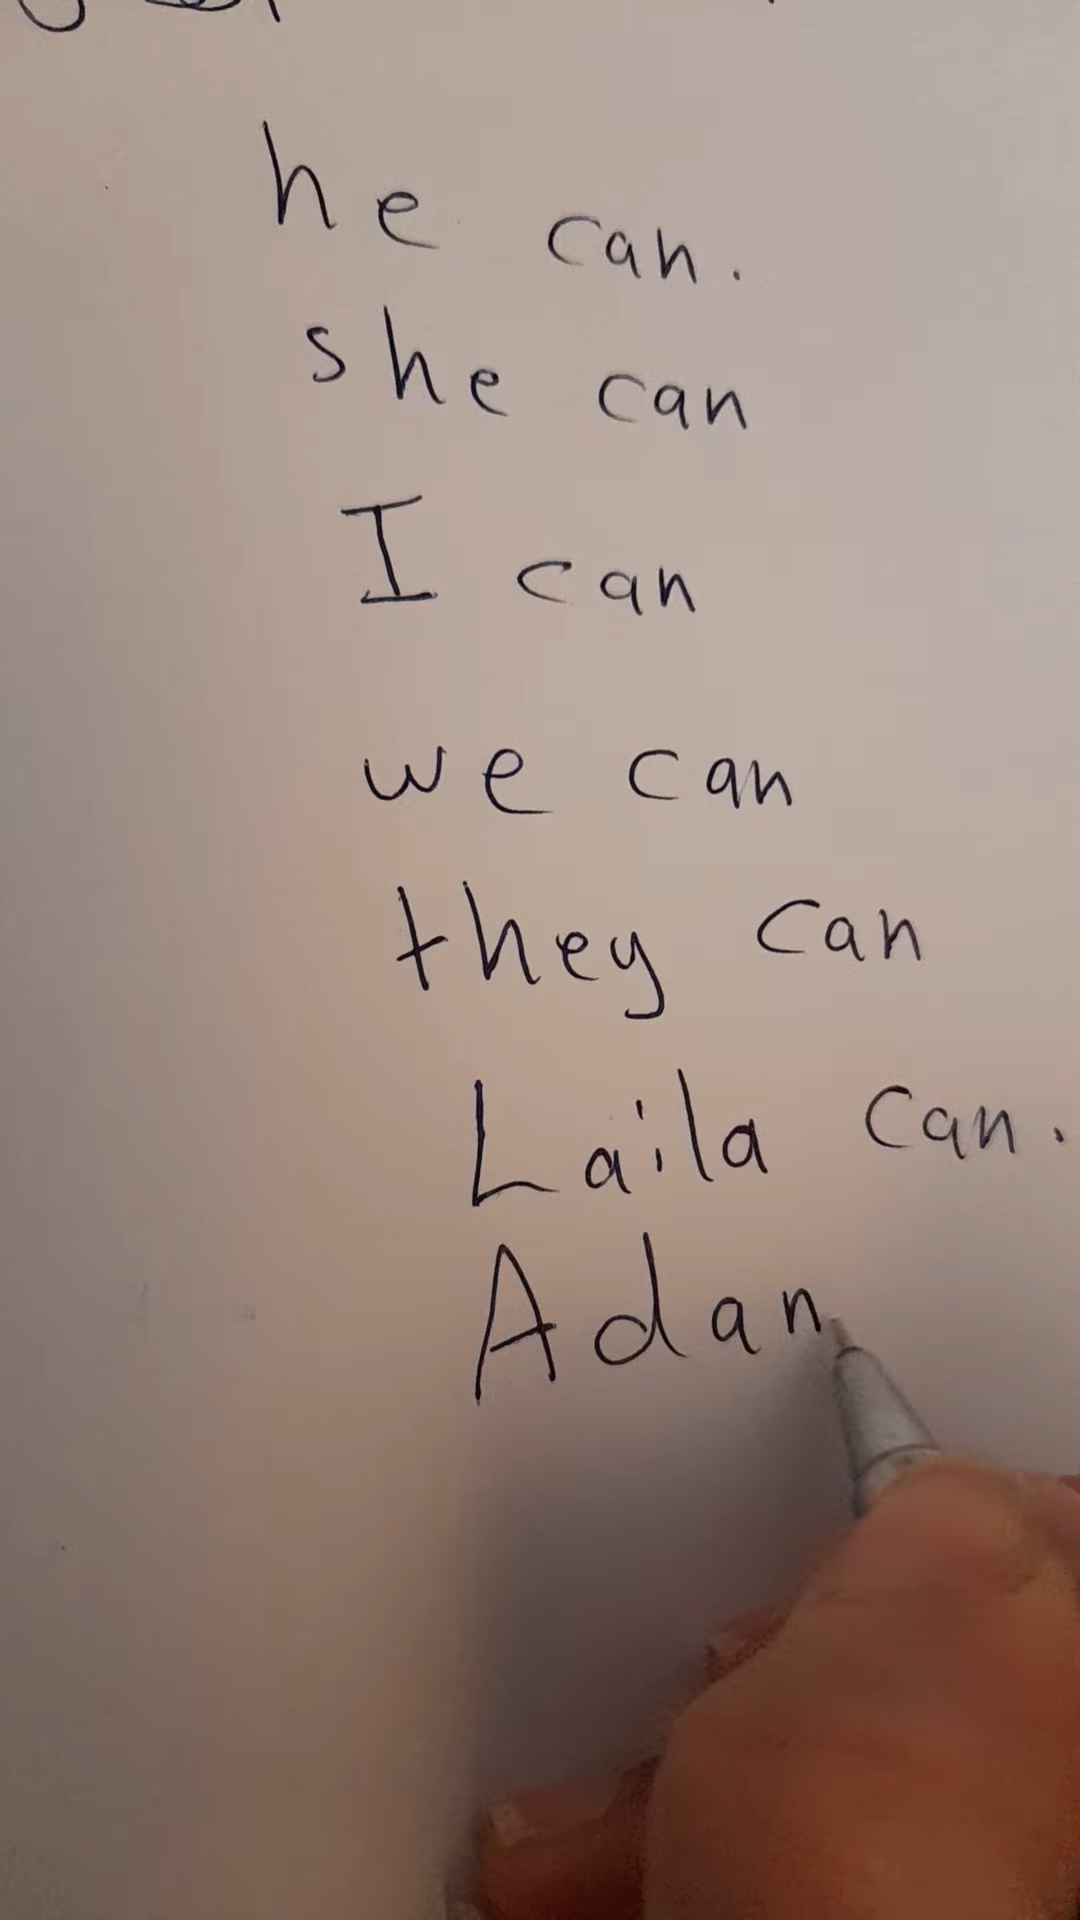 he can.
she can
I can
we can
they can
Laila can.
Adan